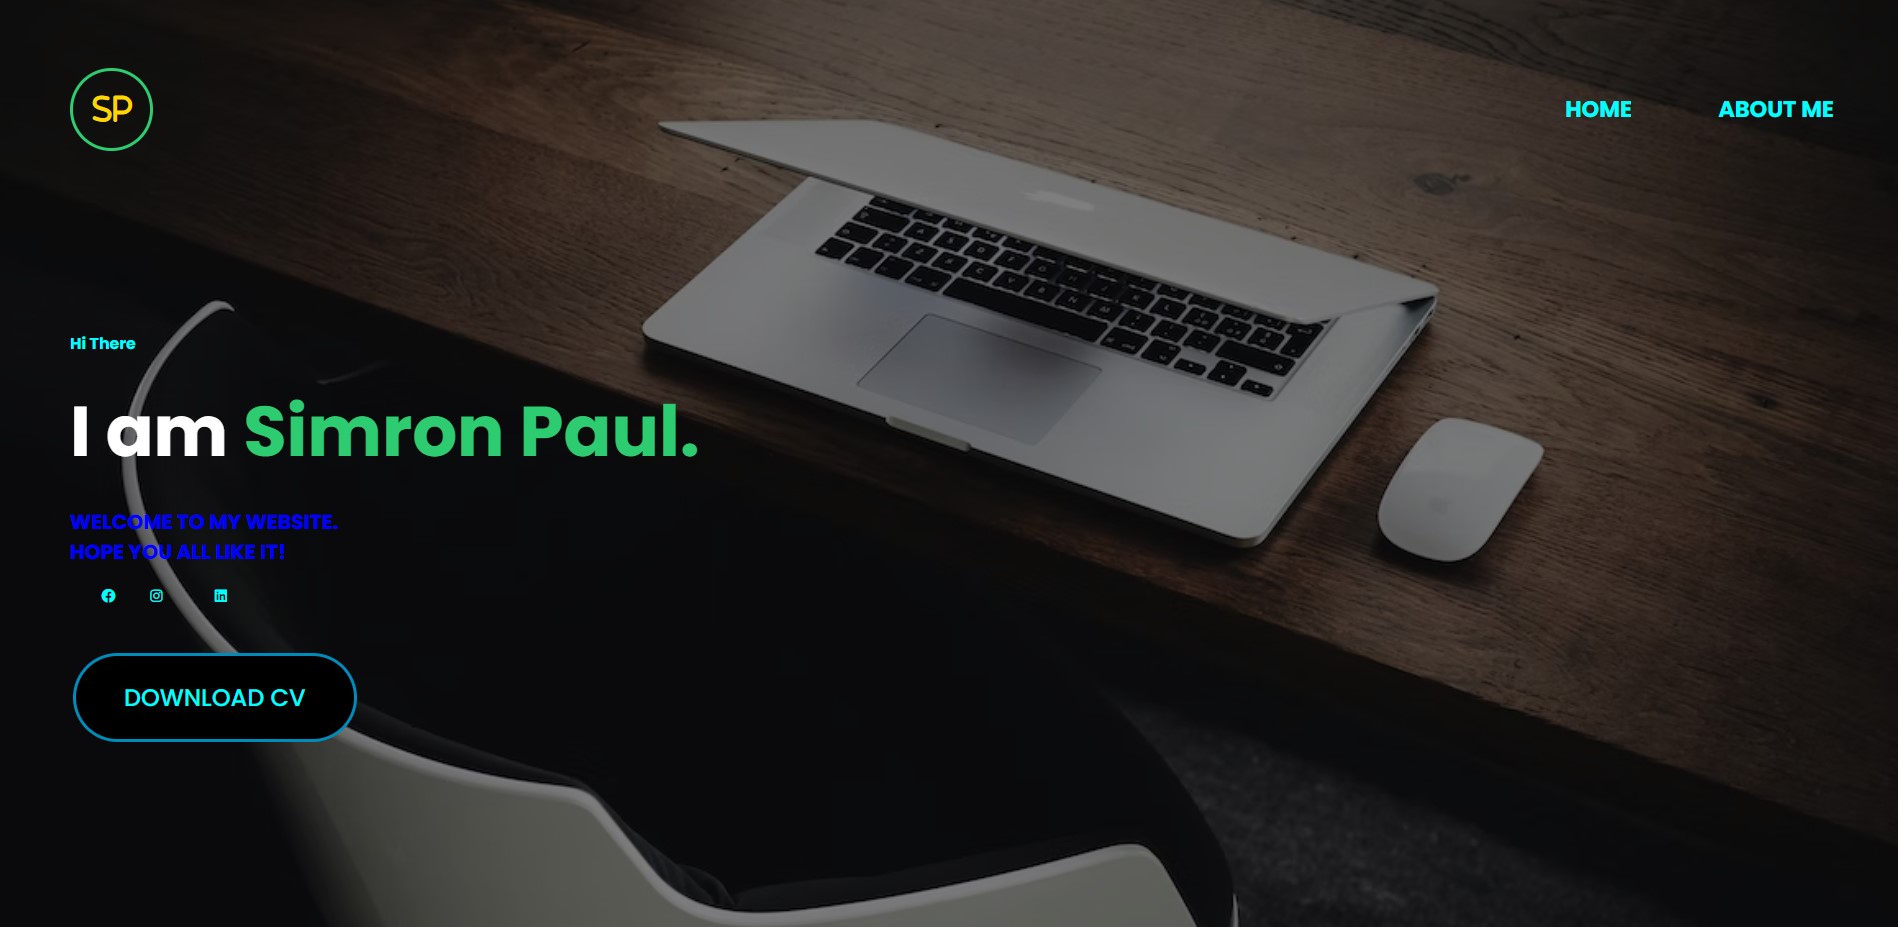 SP
HOME
ABOUT ME
Hi There
I am Simron Paul.
WELCOME TO MY WEBSITE.
HOPE YOU ALL LIKE IT!
DOWNLOAD CV